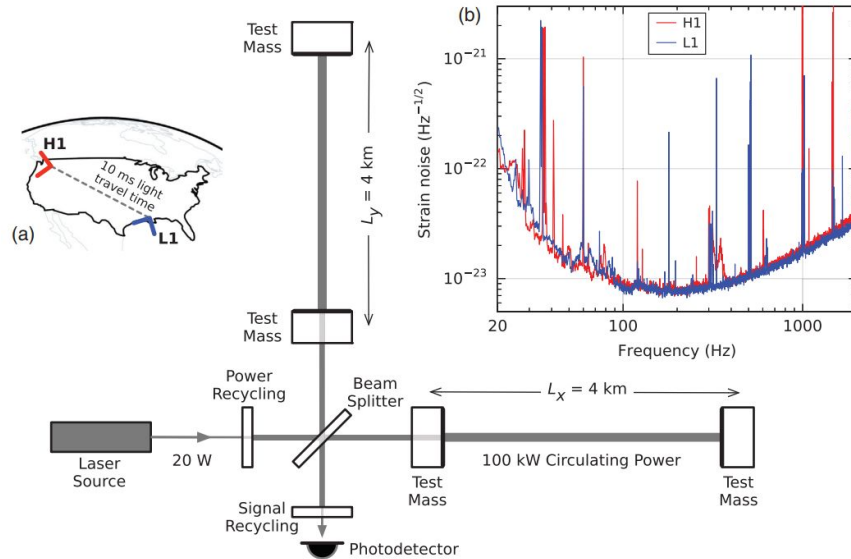 (a)
H1
10 ms light
travel time
L1
Test
Mass
L_y = 4 km
Test
Mass
Power
Recycling
Beam
Splitter
Laser
Source
20 W
Signal
Recycling
Photodetector
L_x = 4 km
100 kW Circulating Power
Test
Mass
Test
Mass
(b)
H1
L1
Strain noise (Hz^{-1/2})
10^{-21}
10^{-22}
10^{-23}
20
100
1000
Frequency (Hz)